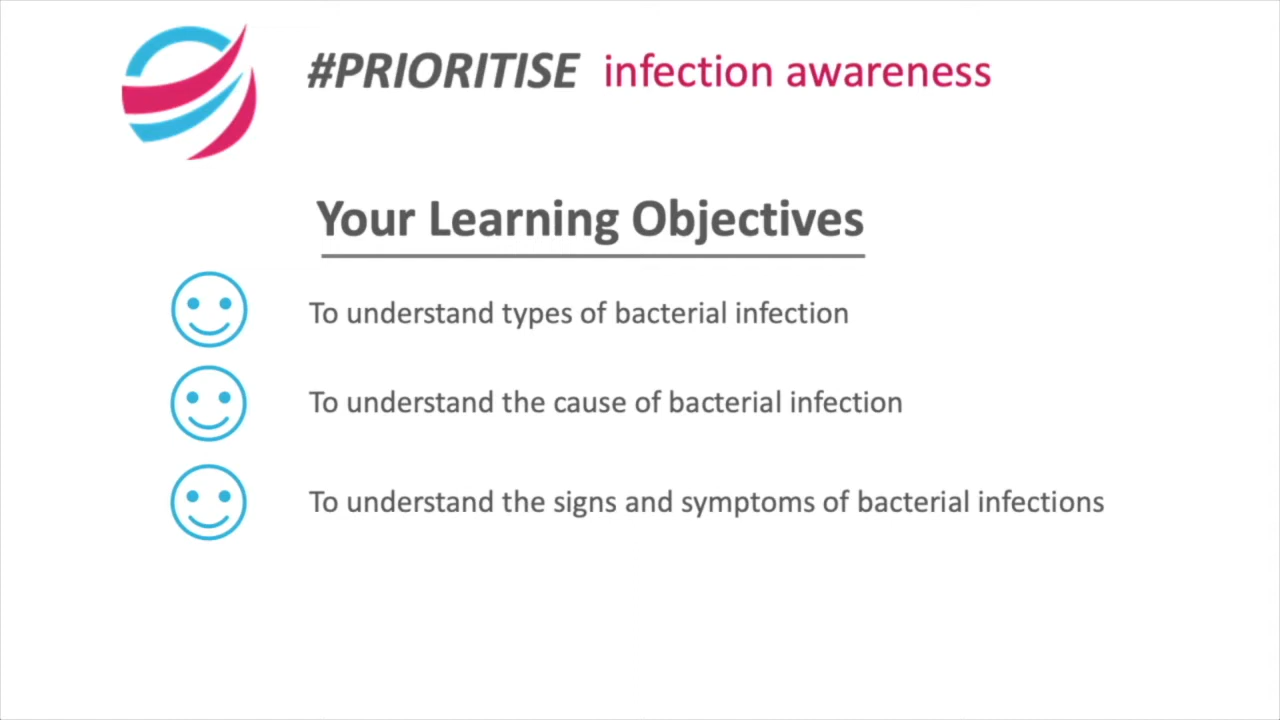 #PRIORITISE infection awareness
Your Learning Objectives
To understand types of bacterial infection
To understand the cause of bacterial infection
To understand the signs and symptoms of bacterial infections